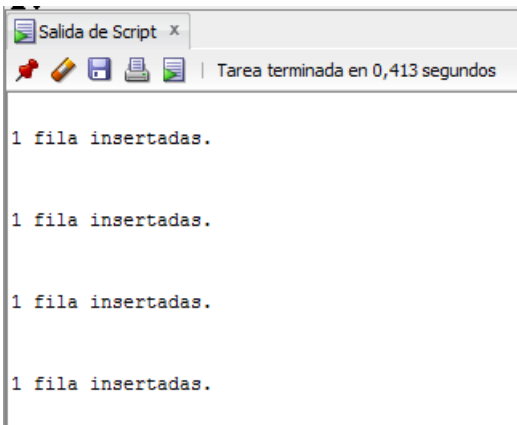 Salida de Script x
Tarea terminada en 0,413 segundos
1 fila insertadas.
1 fila insertadas.
1 fila insertadas.
1 fila insertadas.